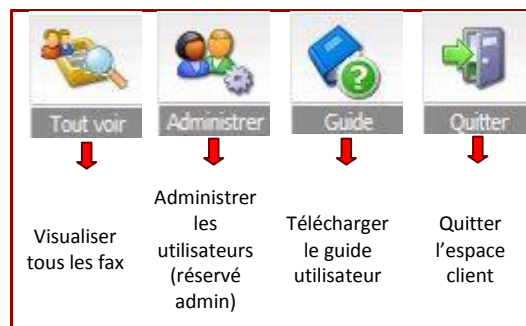 Tout voir
Administrer
Guide
Quitter
Visualiser
tous les fax
Administrer
les
utilisateurs
(réservé
admin)
Télécharger
le guide
utilisateur
Quitter
l’espace
client